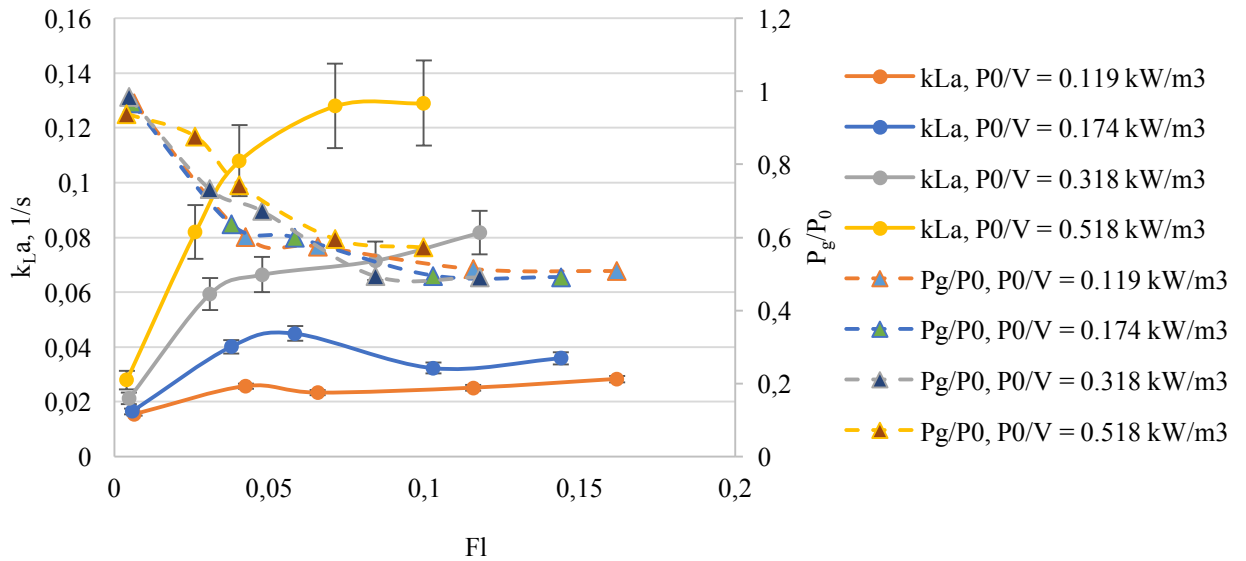 0,16
0,14
0,12
0,1
0,08
0,06
0,04
0,02
0
kLa, 1/s
0
0,05
0,1
0,15
0,2
Fl
1,2
1
0,8
0,6
0,4
0,2
0
Pg/P0
kLa, P0/V = 0.119 kW/m3
kLa, P0/V = 0.174 kW/m3
kLa, P0/V = 0.318 kW/m3
kLa, P0/V = 0.518 kW/m3
Pg/P0, P0/V = 0.119 kW/m3
Pg/P0, P0/V = 0.174 kW/m3
Pg/P0, P0/V = 0.318 kW/m3
Pg/P0, P0/V = 0.518 kW/m3